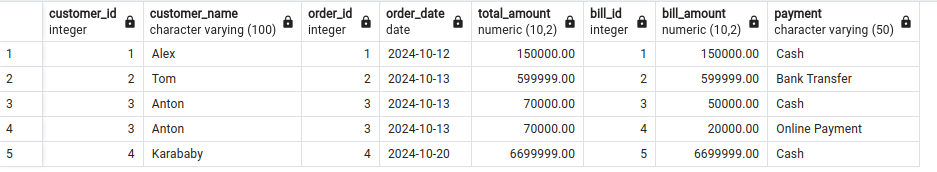 customer_id customer_name order_id order_date total_amount bill_id bill_amount payment
integer character varying (100) integer date numeric (10,2) integer numeric (10,2) character varying (50)
1 1 Alex 1 2024-10-12 150000.00 1 150000.00 Cash
2 2 Tom 2 2024-10-13 599999.00 2 599999.00 Bank Transfer
3 3 Anton 3 2024-10-13 70000.00 3 50000.00 Cash
4 3 Anton 3 2024-10-13 70000.00 4 20000.00 Online Payment
5 4 Karababy 4 2024-10-20 6699999.00 5 6699999.00 Cash